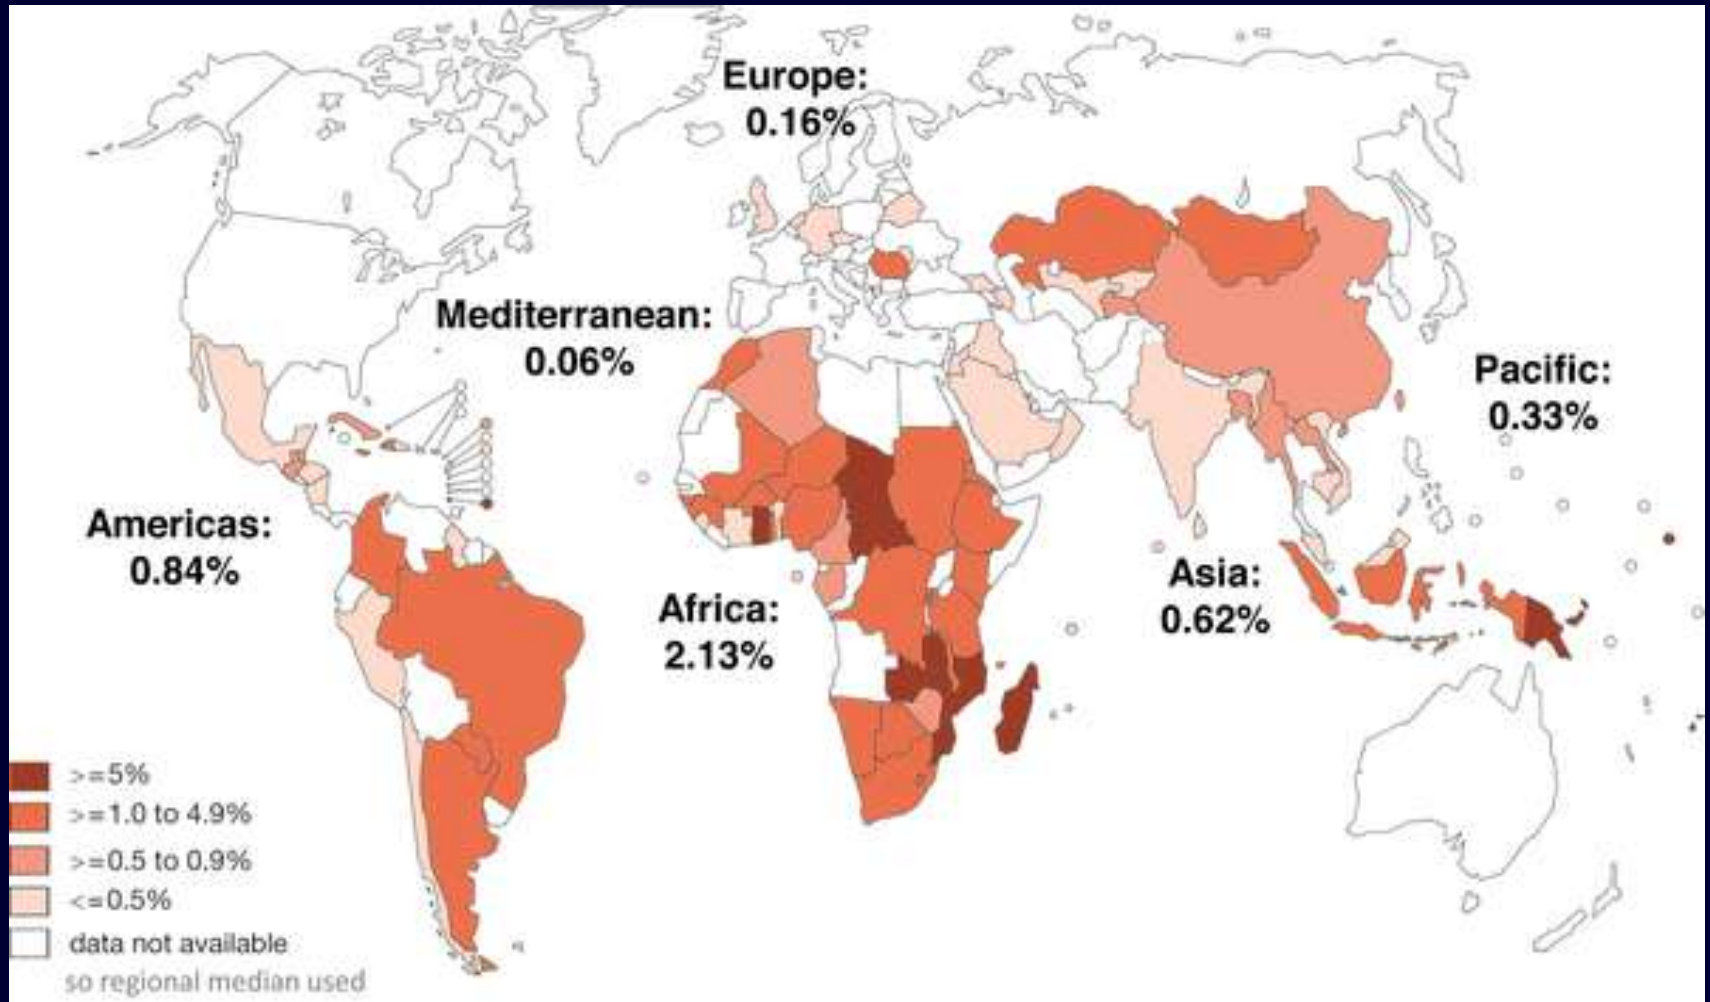 Europe:
0.16%
Mediterranean:
0.06%
Pacific:
0.33%
Americas:
0.84%
Africa:
2.13%
Asia:
0.62%
>=5%
>=1.0 to 4.9%
>=0.5 to 0.9%
<=0.5%
data not available
so regional median used